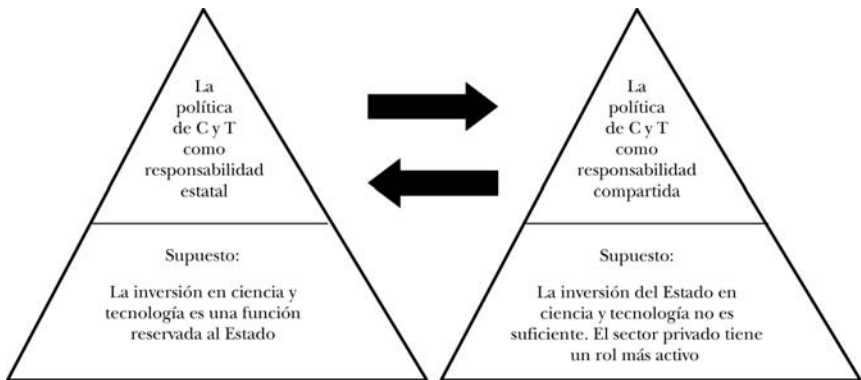 La
política
de C y T
como
responsabilidad
estatal
Supuesto:
La inversión en ciencia y
tecnología es una función
reservada al Estado
La
política
de C y T
como
responsabilidad
compartida
Supuesto:
La inversión del Estado en
ciencia y tecnología no es
suficiente. El sector privado tiene
un rol más activo